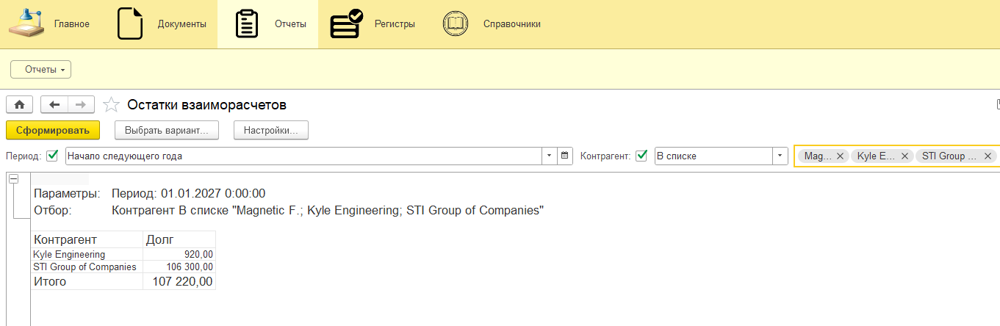 Главное Документы Отчеты Регистры Справочники
Отчеты
Остатки взаиморасчетов
Сформировать Выбрать вариант... Настройки...
Период: Начало следующего года Контрагент: В списке Mag... Kyle E... STI Group ...
Параметры: Период: 01.01.2027 0:00:00
Отбор: Контрагент В списке "Magnetic F.; Kyle Engineering; STI Group of Companies"
Контрагент Долг
Kyle Engineering 920,00
STI Group of Companies 106 300,00
Итого 107 220,00